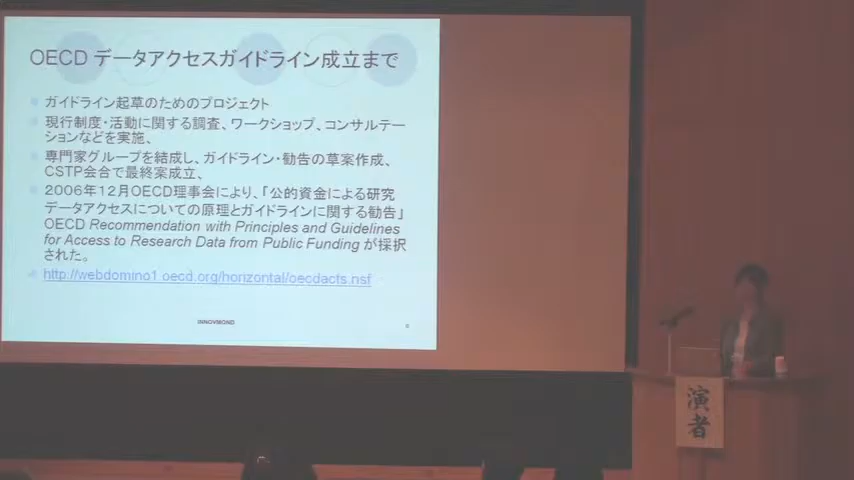 OECD データアクセスガイドライン成立まで
ガイドライン起草のためのプロジェクト
現行制度・活動に関する調査、ワークショップ、コンサルテー
ションなどを実施、
専門家グループを結成し、ガイドライン・勧告の草案作成、
CSTP会合で最終案成立、
2006年12月OECD理事会により、「公的資金による研究
データアクセスについての原理とガイドラインに関する勧告」
OECD Recommendation with Principles and Guidelines
for Access to Research Data from Public Funding が採択
された。
http://webdomino1.oecd.org/horizontal/oecdacts.nsf
INNOVMOND
演者